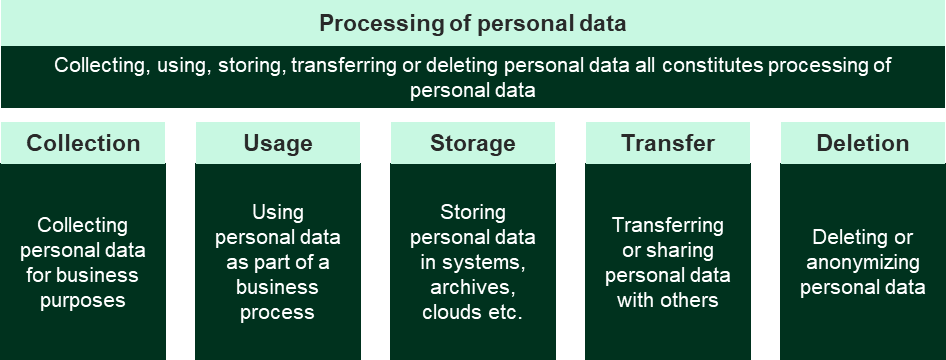 Processing of personal data
Collecting, using, storing, transferring or deleting personal data all constitutes processing of
personal data
Collection
Collecting
personal data
for business
purposes
Usage
Using
personal data
as part of a
business
process
Storage
Storing
personal data
in systems,
archives,
clouds etc.
Transfer
Transferring
or sharing
personal data
with others
Deletion
Deleting or
anonymizing
personal data